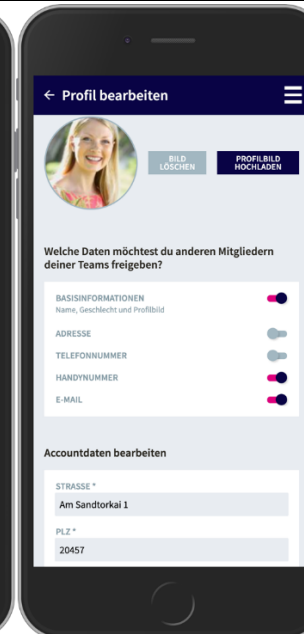 ← Profil bearbeiten
BILD
LÖSCHEN
PROFILBILD
HOCHLADEN
Welche Daten möchtest du anderen Mitgliedern
deiner Teams freigeben?
BASISINFORMATIONEN
Name, Geschlecht und Profilbild
ADRESSE
TELEFONNUMMER
HANDYNUMMER
E-MAIL
Accountdaten bearbeiten
STRASSE *
Am Sandtorkai 1
PLZ *
20457